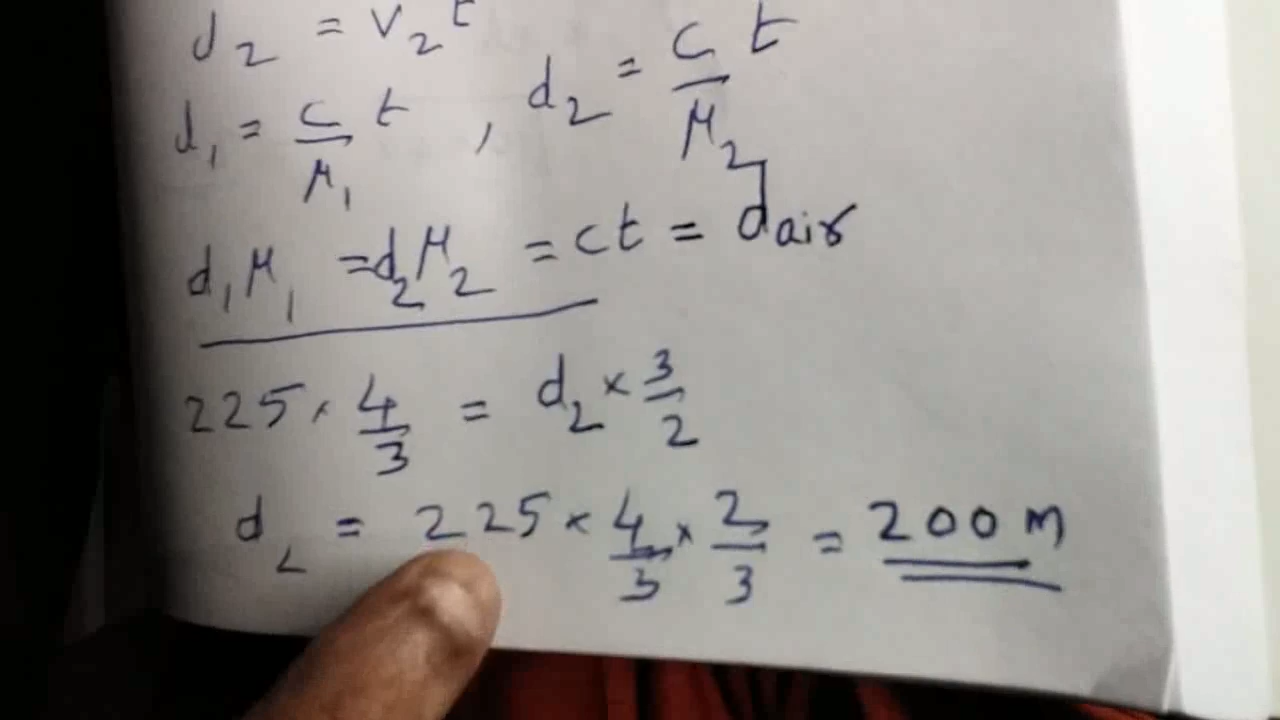 d₂ = v₂ t
d₁ = c/μ₁ t , d₂ = c/μ₂ t
d₁μ₁ = d₂μ₂ = ct = dair
225 × 4/3 = d₂ × 3/2
d₂ = 225 × 4/3 × 2/3 = 200 m